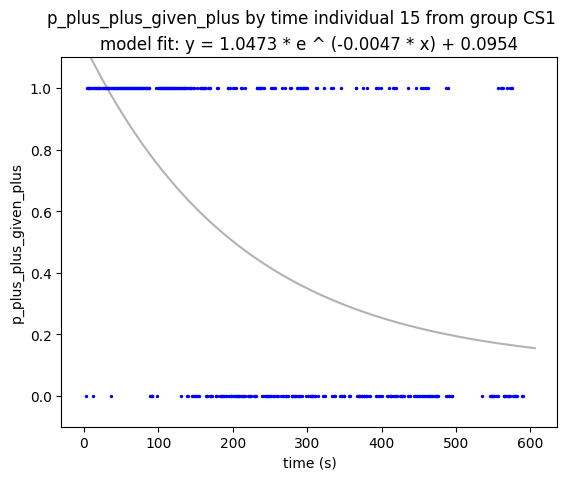 p_plus_plus_given_plus by time individual 15 from group CS1
model fit: y = 1.0473 * e ^ (-0.0047 * x) + 0.0954
1.0
0.8
0.6
0.4
0.2
0.0
p_plus_plus_given_plus
0 100 200 300 400 500 600
time (s)